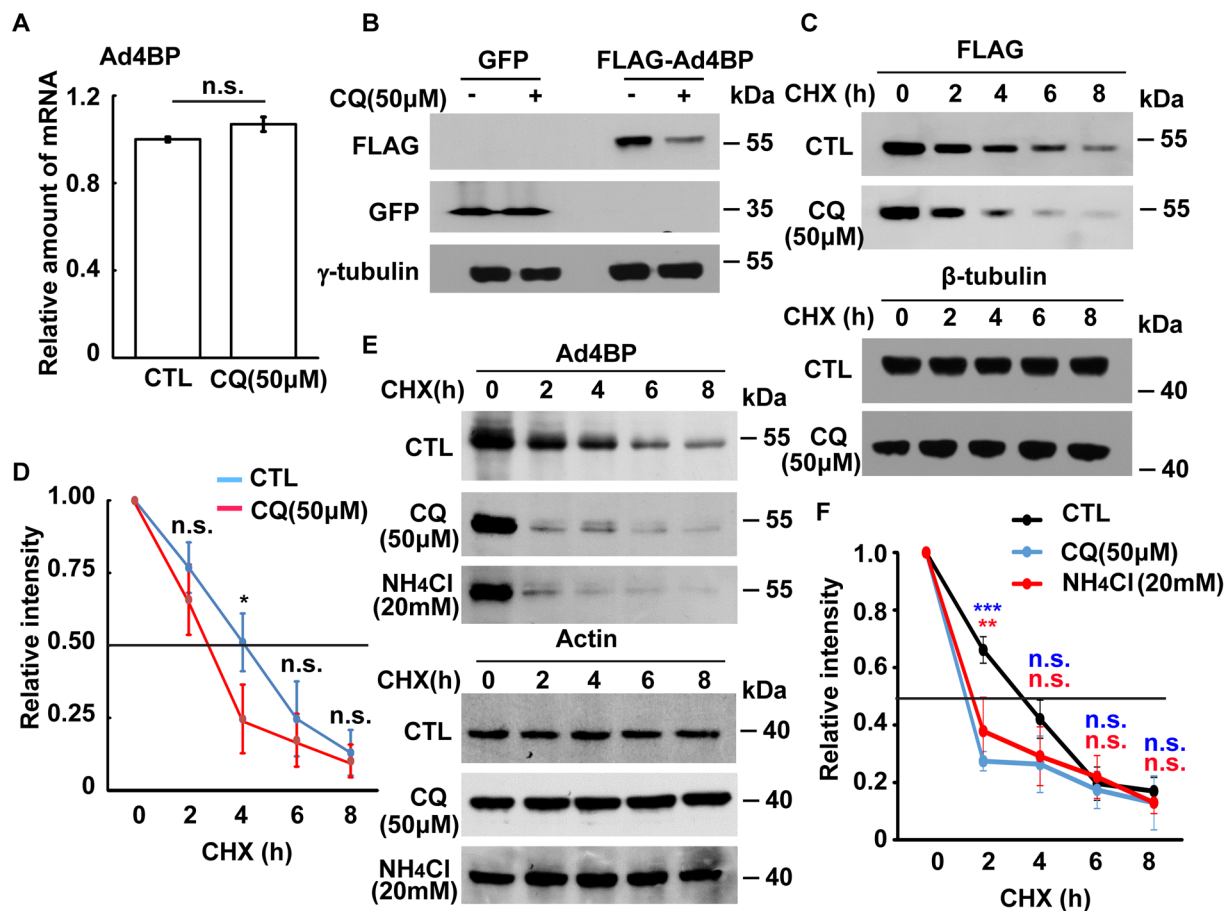 A
Ad4BP
n.s.
Relative amount of mRNA
1.2
0.8
0.4
0
CTL CQ(50µM)
B
GFP FLAG-Ad4BP
CQ(50µM) - + - + kDa
FLAG 55
GFP 35
γ-tubulin 55
C
FLAG
CHX (h) 0 2 4 6 8 kDa
CTL 55
CQ 55
(50µM)
β-tubulin
CHX (h) 0 2 4 6 8 kDa
CTL
40
CQ
(50µM) 40
D
CTL
CQ(50µM)
Relative intensity
1.00
0.75
0.50
0.25
0
n.s.
*
n.s.
n.s.
0 2 4 6 8
CHX (h)
E
Ad4BP
CHX(h) 0 2 4 6 8 kDa
CTL 55
CQ 55
(50µM)
NH4Cl 55
(20mM)
Actin
CHX(h) 0 2 4 6 8 kDa
CTL 40
CQ 40
(50µM)
NH4Cl 40
(20mM)
F
CTL
CQ(50µM)
NH4Cl (20mM)
Relative intensity
1.0
0.8
0.6
0.4
0.2
0
***
**
n.s.
n.s.
n.s.
n.s.
n.s.
n.s.
0 2 4 6 8
CHX (h)